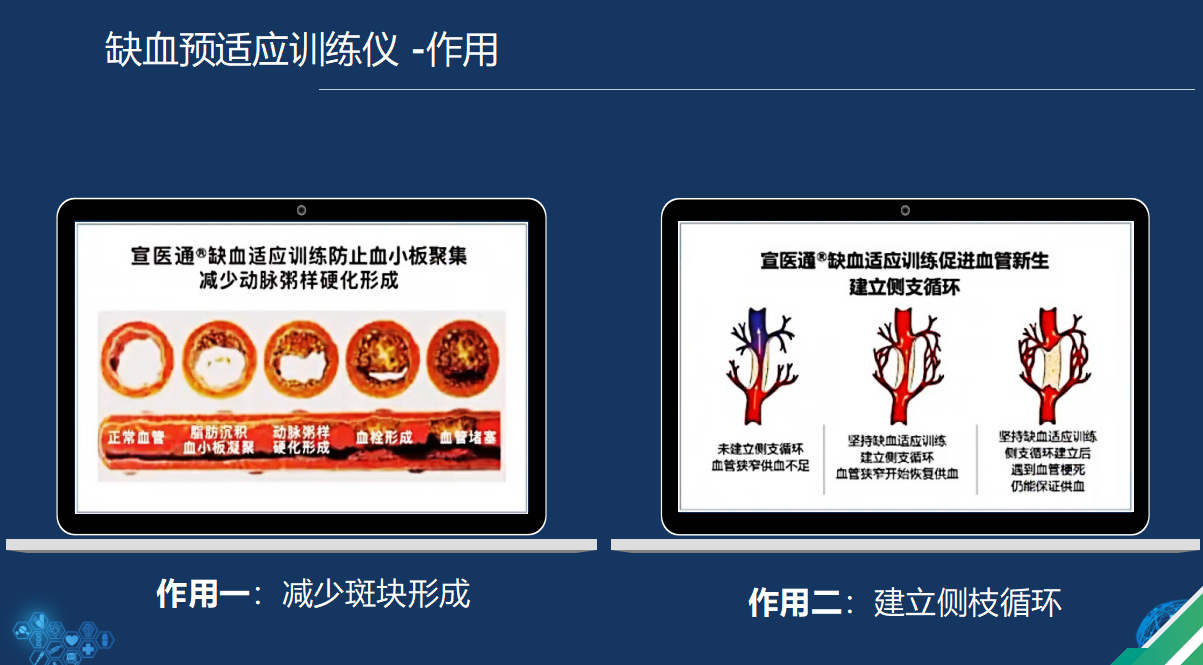 缺血预适应训练仪 -作用
宣医通®缺血适应训练防止血小板聚集
减少动脉粥样硬化形成
正常血管
脂肪沉积
血小板凝聚
动脉粥样
硬化形成
血栓形成
血管堵塞
作用一：减少斑块形成
宣医通®缺血适应训练促进血管新生
建立侧支循环
未建立侧支循环
血管狭窄供血不足
坚持缺血适应训练
建立侧支循环
血管狭窄开始恢复供血
坚持缺血适应训练
侧支循环建立后
遇到血管梗死
仍能保证供血
作用二：建立侧枝循环